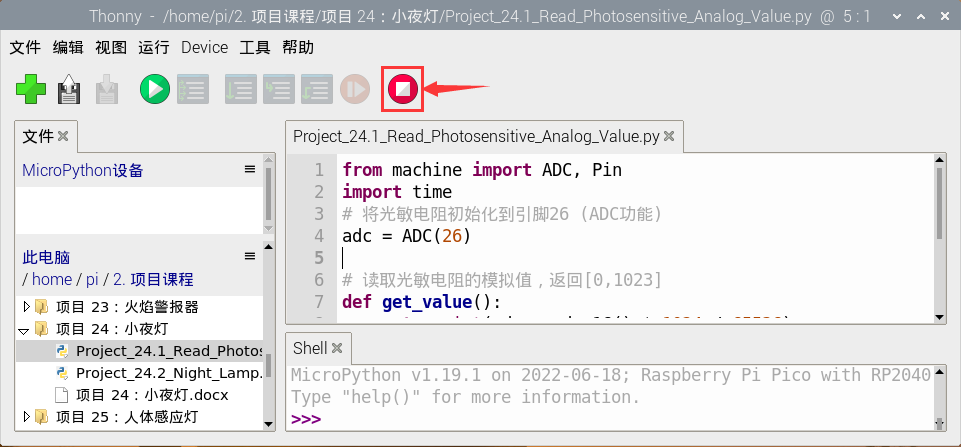 Thonny - /home/pi/2. 项目课程/项目 24：小夜灯/Project_24.1_Read_Photosensitive_Analog_Value.py @ 5 : 1
文件 编辑 视图 运行 Device 工具 帮助
文件
MicroPython设备
此电脑
/ home / pi / 2. 项目课程
项目 23：火焰警报器
项目 24：小夜灯
Project_24.1_Read_Photos
Project_24.2_Night_Lamp.
项目 24：小夜灯.docx
项目 25：人体感应灯
Project_24.1_Read_Photosensitive_Analog_Value.py
1 from machine import ADC, Pin
2 import time
3 # 将光敏电阻初始化到引脚26 (ADC功能)
4 adc = ADC(26)
5
6 # 读取光敏电阻的模拟值，返回[0,1023]
7 def get_value():
Shell
MicroPython v1.19.1 on 2022-06-18; Raspberry Pi Pico with RP2040
Type "help()" for more information.
>>>